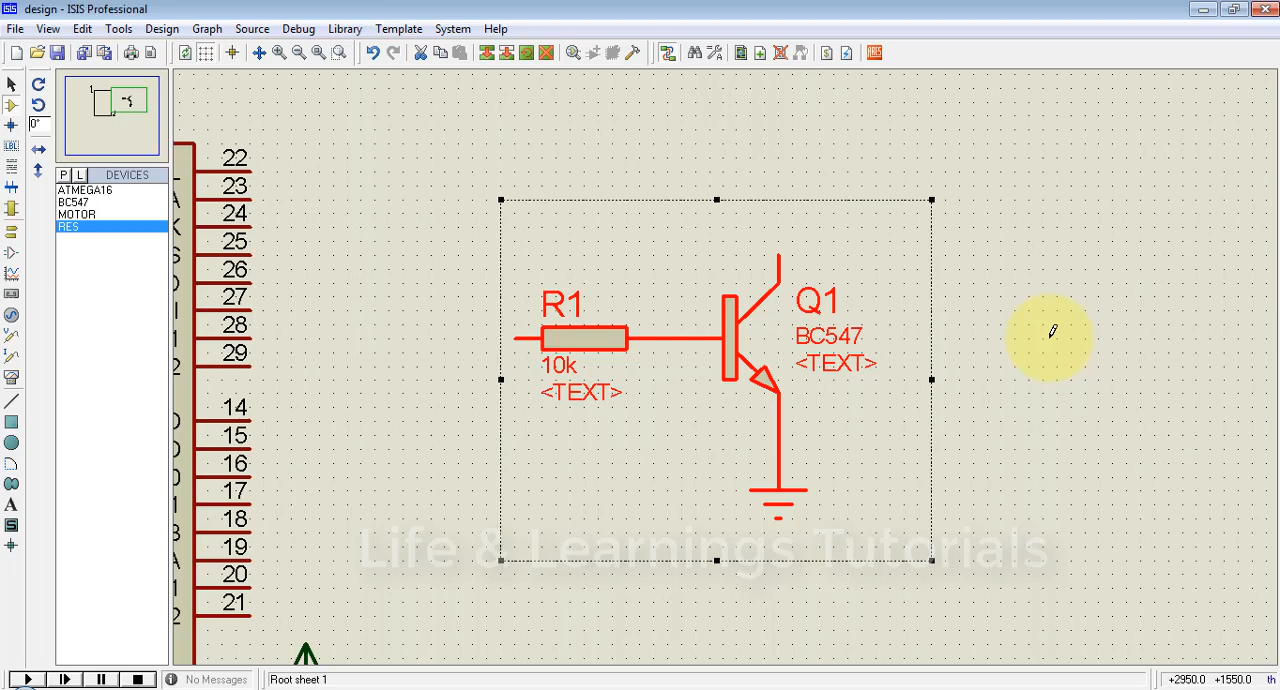 design - ISIS Professional
File View Edit Tools Design Graph Source Debug Library Template System Help
0°
P L DEVICES
ATMEGA16
BC547
MOTOR
RES
22
23
24
25
26
27
28
29
14
15
16
17
18
19
20
21
R1
10k
<TEXT>
Q1
BC547
<TEXT>
Life & Learnings Tutorials
No Messages
Root sheet 1
+2950.0 +1550.0 th